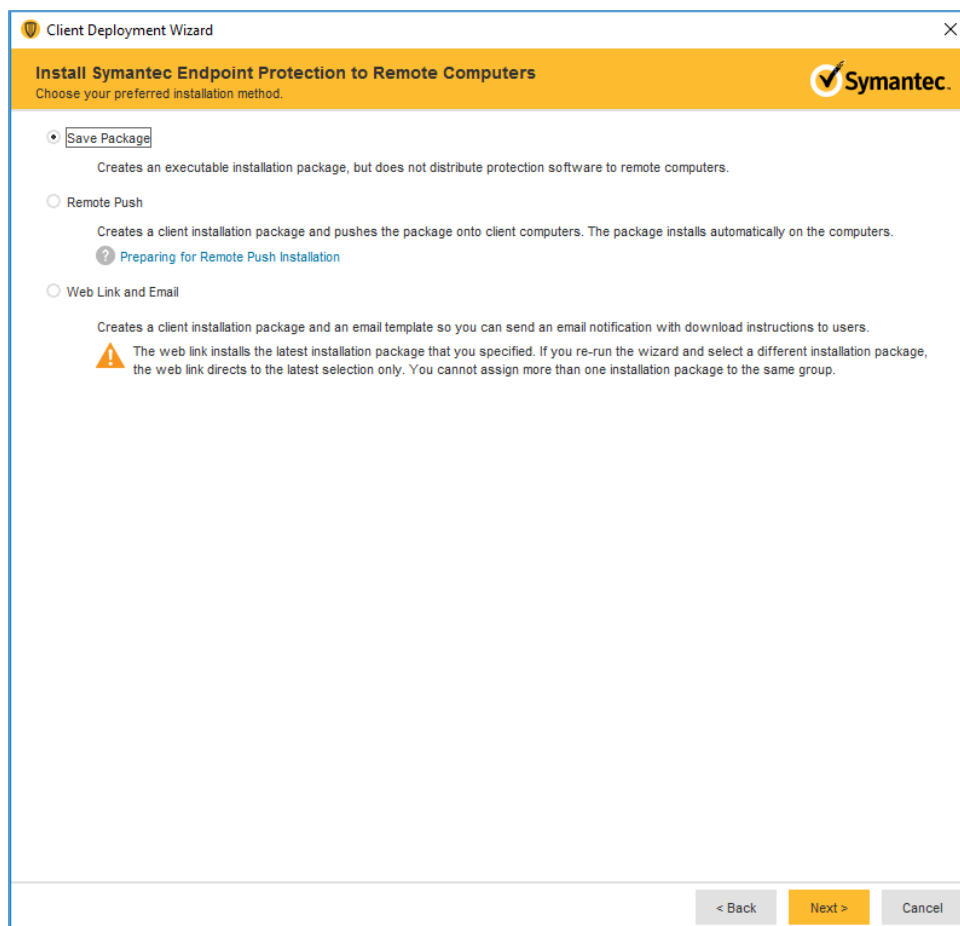 Client Deployment Wizard
Install Symantec Endpoint Protection to Remote Computers
Choose your preferred installation method.
Symantec.
Save Package
Creates an executable installation package, but does not distribute protection software to remote computers.
Remote Push
Creates a client installation package and pushes the package onto client computers. The package installs automatically on the computers.
? Preparing for Remote Push Installation
Web Link and Email
Creates a client installation package and an email template so you can send an email notification with download instructions to users.
The web link installs the latest installation package that you specified. If you re-run the wizard and select a different installation package,
the web link directs to the latest selection only. You cannot assign more than one installation package to the same group.
< Back
Next >
Cancel